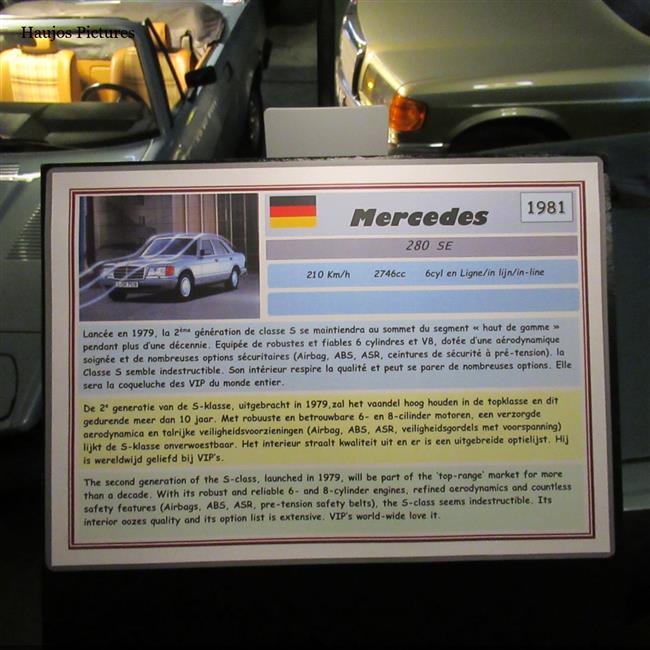 Haujos Pictures
Mercedes
1981
280 SE
210 Km/h 2746cc 6cyl en Ligne/in lijn/in-line
Lancée en 1979, la 2ème génération de classe S se maintiendra au sommet du segment « haut de gamme »
pendant plus d'une décennie. Equipée de robustes et fiables 6 cylindres et V8, dotée d'une aérodynamique
soignée et de nombreuses options sécuritaires (Airbag, ABS, ASR, ceintures de sécurité à pré-tension). la
Classe S semble indestructible. Son intérieur respire la qualité et peut se parer de nombreuses options. Elle
sera la coqueluche des VIP du monde entier.
De 2e generatie van de S-klasse, uitgebracht in 1979,zal het vaandel hoog houden in de topklasse en dit
gedurende meer dan 10 jaar. Met robuuste en betrouwbare 6- en 8-cilinder motoren, een verzorgde
aerodynamica en talrijke veiligheidsvoorzieningen (Airbag, ABS, ASR, veiligheidsgordels met voorspanning)
lijkt de S-klasse onverwoestbaar. Het interieur straalt kwaliteit uit en er is een uitgebreide optielijst. Hij
is wereldwijd geliefd bij VIP's.
The second generation of the S-class, launched in 1979, will be part of the 'top-range' market for more
than a decade. With its robust and reliable 6- and 8-cylinder engines, refined aerodynamics and countless
safety features (Airbags, ABS, ASR, pre-tension safety belts), the S-class seems indestructible. Its
interior oozes quality and its option list is extensive. VIP's world-wide love it.